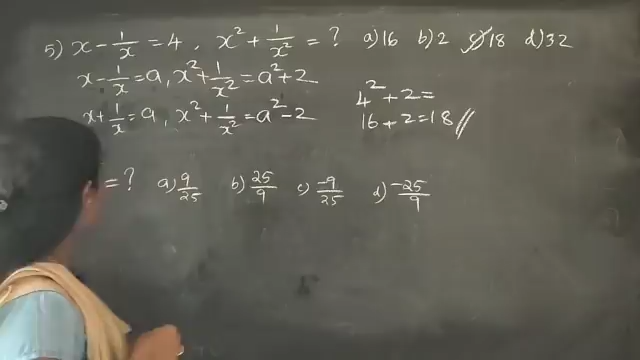 5) x - 1/x = 4 , x² + 1/x² = ? a) 16 b) 2 c) 18 d) 32
x - 1/x = a, x² + 1/x² = a² + 2
x + 1/x = a, x² + 1/x² = a² - 2
4² + 2 =
16 + 2 = 18 //
= ? a) 9/25 b) 25/9 c) -9/25 d) -25/9